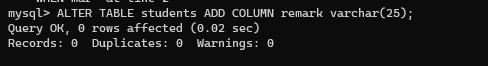 mysql> ALTER TABLE students ADD COLUMN remark varchar(25);
Query OK, 0 rows affected (0.02 sec)
Records: 0  Duplicates: 0  Warnings: 0